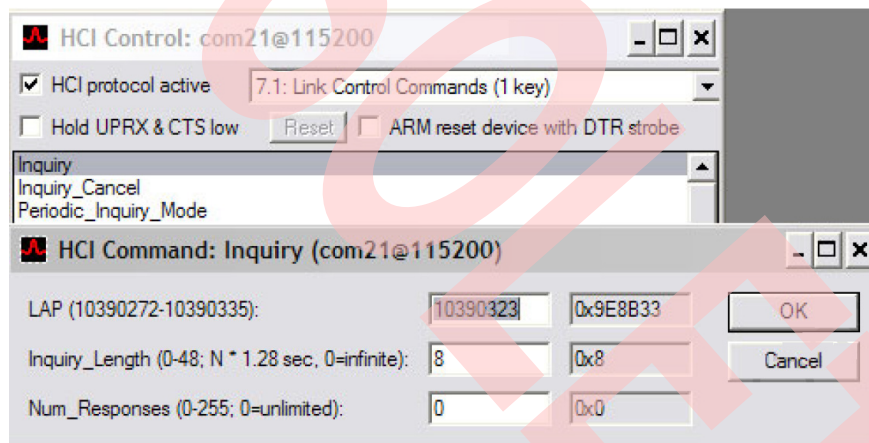 HCI Control: com21@115200
HCI protocol active 7.1: Link Control Commands (1 key)
Hold UPRX & CTS low Reset ARM reset device with DTR strobe
Inquiry
Inquiry_Cancel
Periodic_Inquiry_Mode
HCI Command: Inquiry (com21@115200)
LAP (10390272-10390335): 10390323 0x9E8B33 OK
Inquiry_Length (0-48; N * 1.28 sec, 0=infinite): 8 0x8 Cancel
Num_Responses (0-255; 0=unlimited): 0 0x0